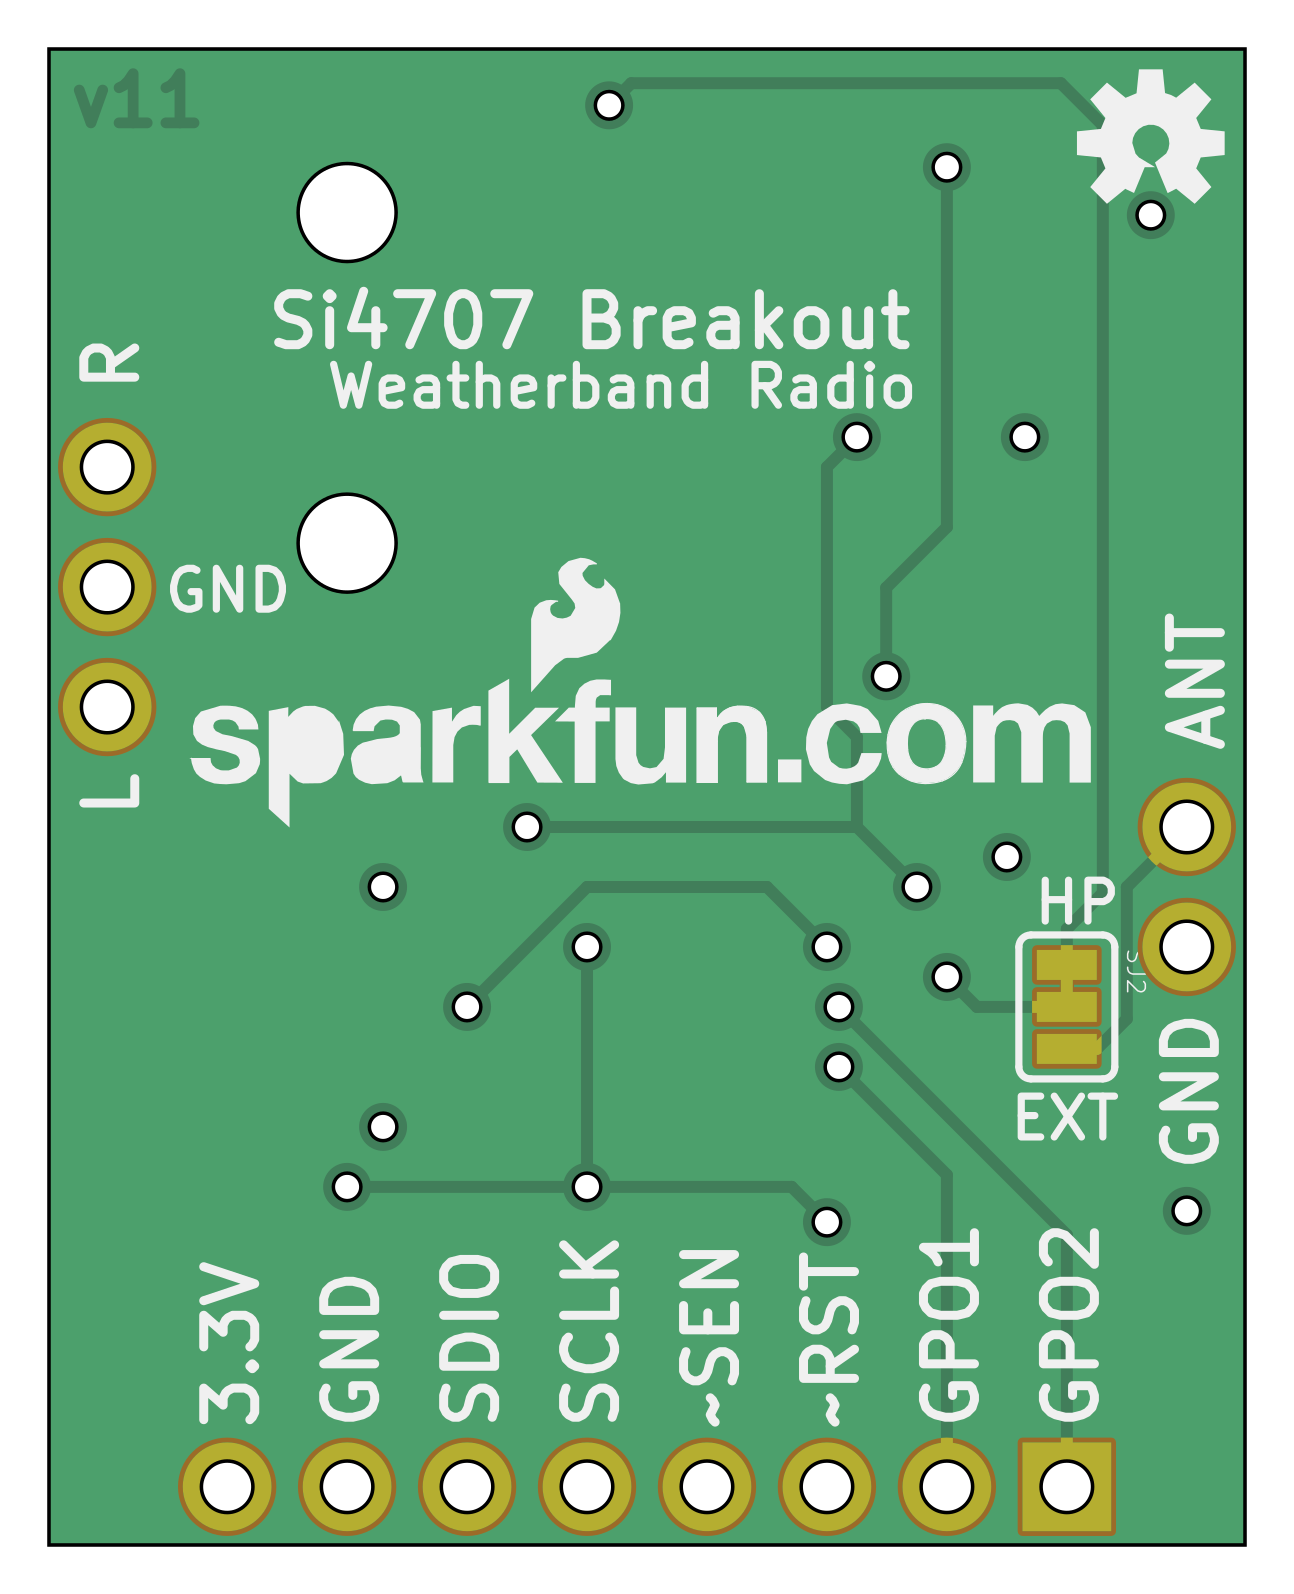 v11
Si4707 Breakout
Weatherband Radio
R
GND
L
sparkfun.com
ANT
HP
SJ2
EXT
GND
3.3V
GND
SDIO
SCLK
~SEN
~RST
GPO1
GPO2